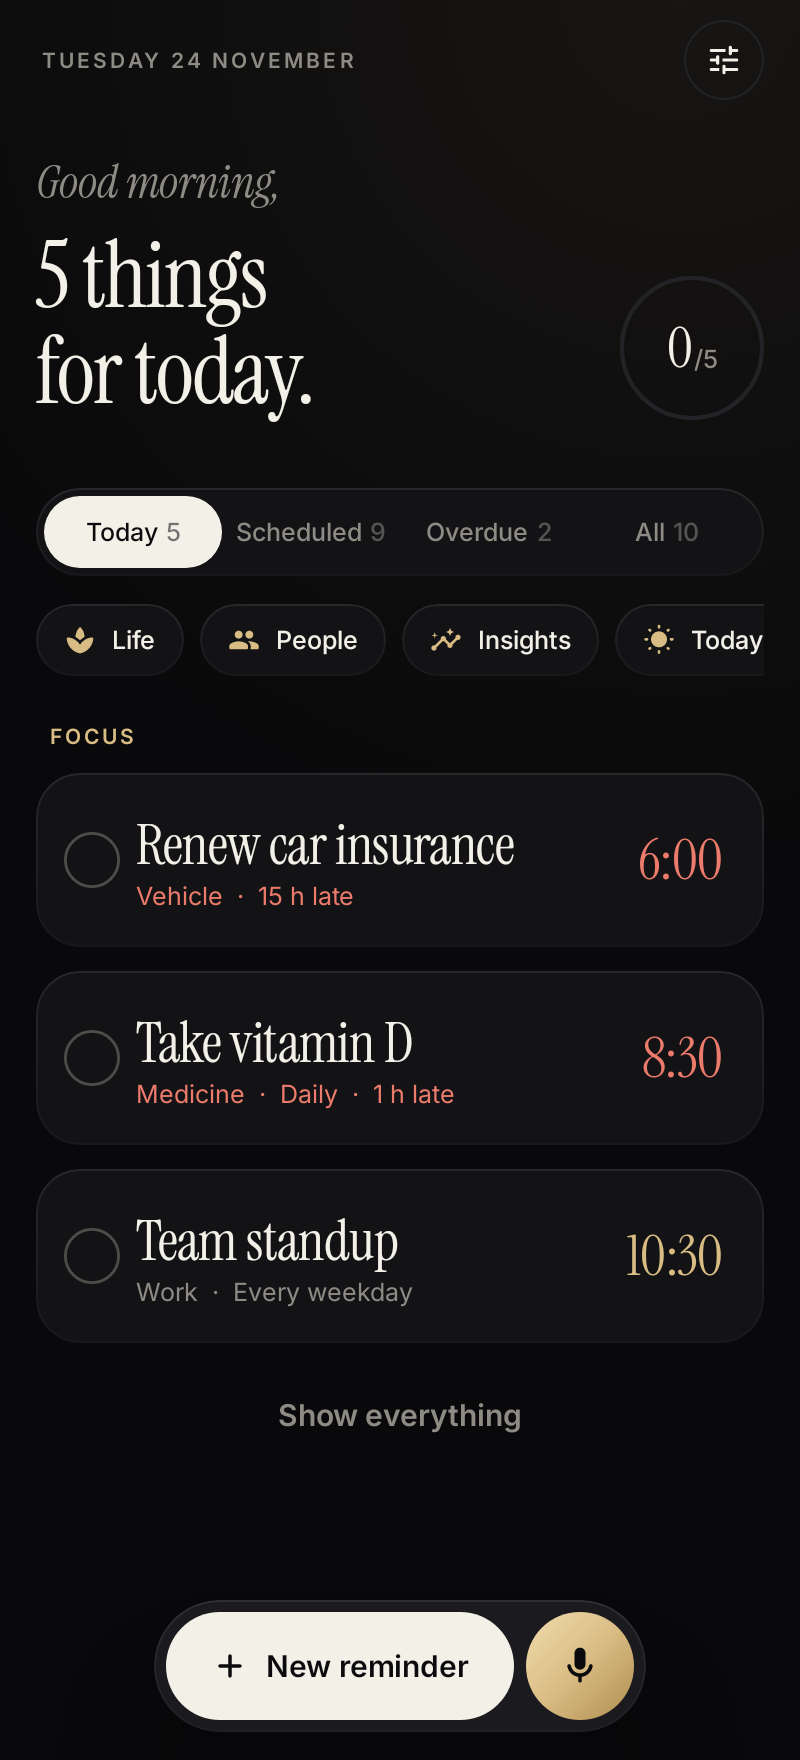 TUESDAY 24 NOVEMBER
Good morning,
5 things
for today.
0/5
Today 5 Scheduled 9 Overdue 2 All 10
Life People Insights Today
FOCUS
Renew car insurance 6:00
Vehicle · 15 h late
Take vitamin D 8:30
Medicine · Daily · 1 h late
Team standup 10:30
Work · Every weekday
Show everything
+ New reminder